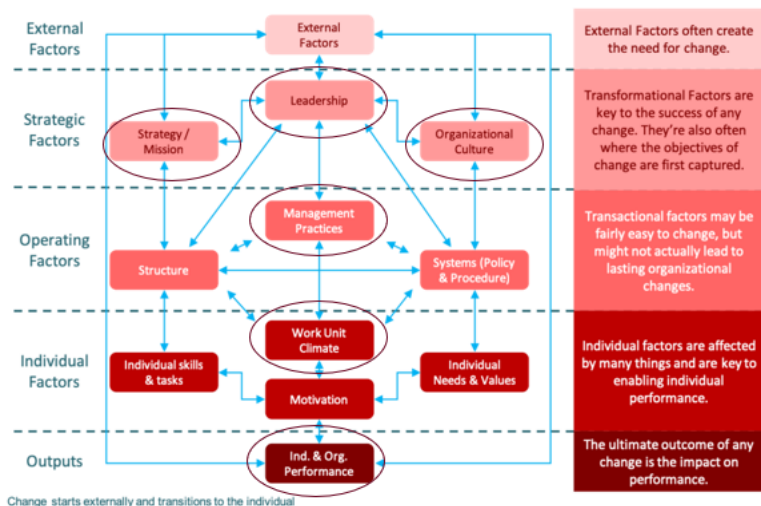 External
Factors
External
Factors
External Factors often create
the need for change.
Strategic
Factors
Leadership
Strategy /
Mission
Organizational
Culture
Transformational Factors are
key to the success of any
change. They're also often
where the objectives of
change are first captured.
Operating
Factors
Management
Practices
Structure
Systems (Policy
& Procedure)
Transactional factors may be
fairly easy to change, but
might not actually lead to
lasting organizational
changes.
Individual
Factors
Work Unit
Climate
Individual skills
& tasks
Individual
Needs & Values
Motivation
Individual factors are affected
by many things and are key to
enabling individual
performance.
Outputs
Ind. & Org.
Performance
The ultimate outcome of any
change is the impact on
performance.
Change starts externally and transitions to the individual